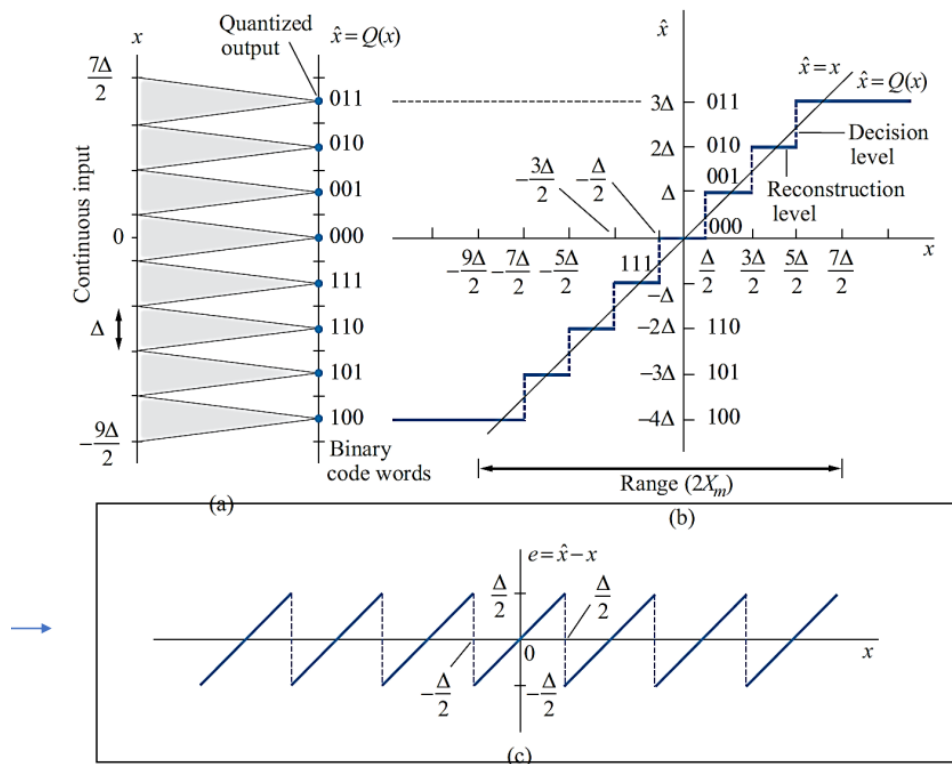 x
Quantized output
x̂=Q(x)
7Δ/2
Continuous input
0
Δ
-9Δ/2
011
010
001
000
111
110
101
100
Binary code words
(a)
x̂
x̂=x
x̂=Q(x)
3Δ 011
2Δ 010
Δ 001
000
Decision level
Reconstruction level
-3Δ/2
-Δ/2
x
-9Δ/2 -7Δ/2 -5Δ/2
Δ/2 3Δ/2 5Δ/2 7Δ/2
111
-Δ
-2Δ 110
-3Δ 101
-4Δ 100
Range (2Xm)
(b)
e=x̂-x
Δ/2
Δ/2
0
x
-Δ/2
-Δ/2
(c)